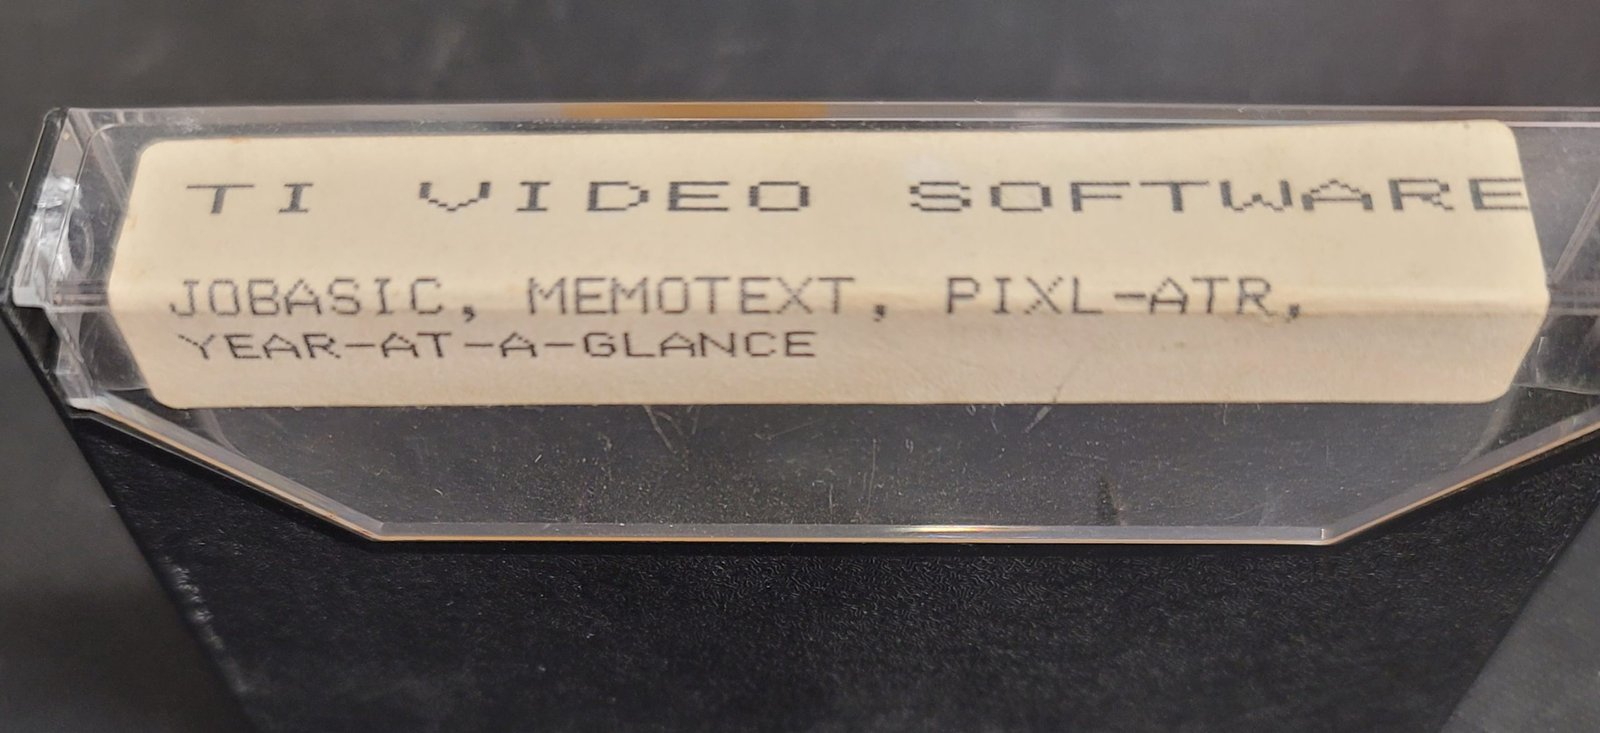 TI VIDEO SOFTWARE
JOBASIC, MEMOTEXT, PIXL-ATR,
YEAR-AT-A-GLANCE